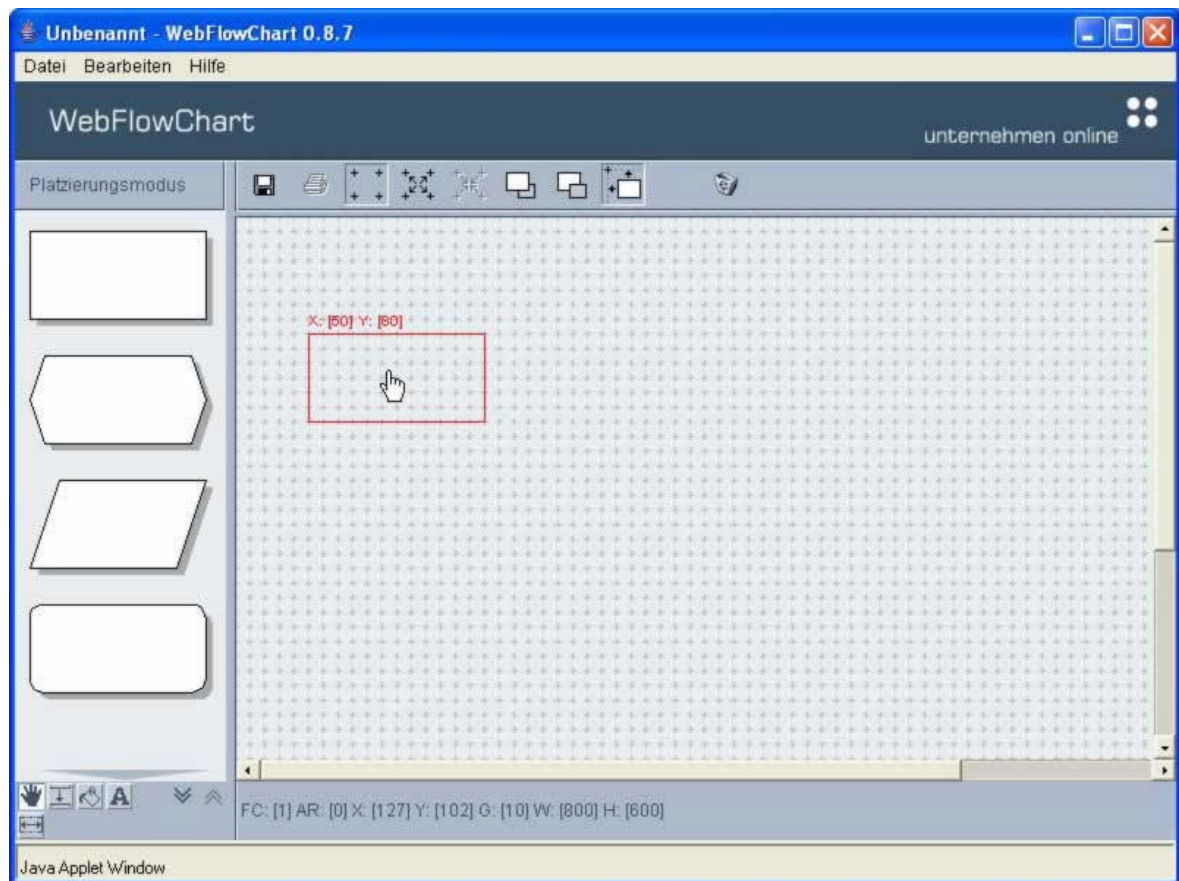 Unbenannt - WebFlowChart 0.8.7
Datei Bearbeiten Hilfe
WebFlowChart
unternehmen online
Platzierungsmodus
X: [50] Y: [80]
A
FC: [1] AR: [0] X: [127] Y: [102] G: [10] W: [800] H: [600]
Java Applet Window